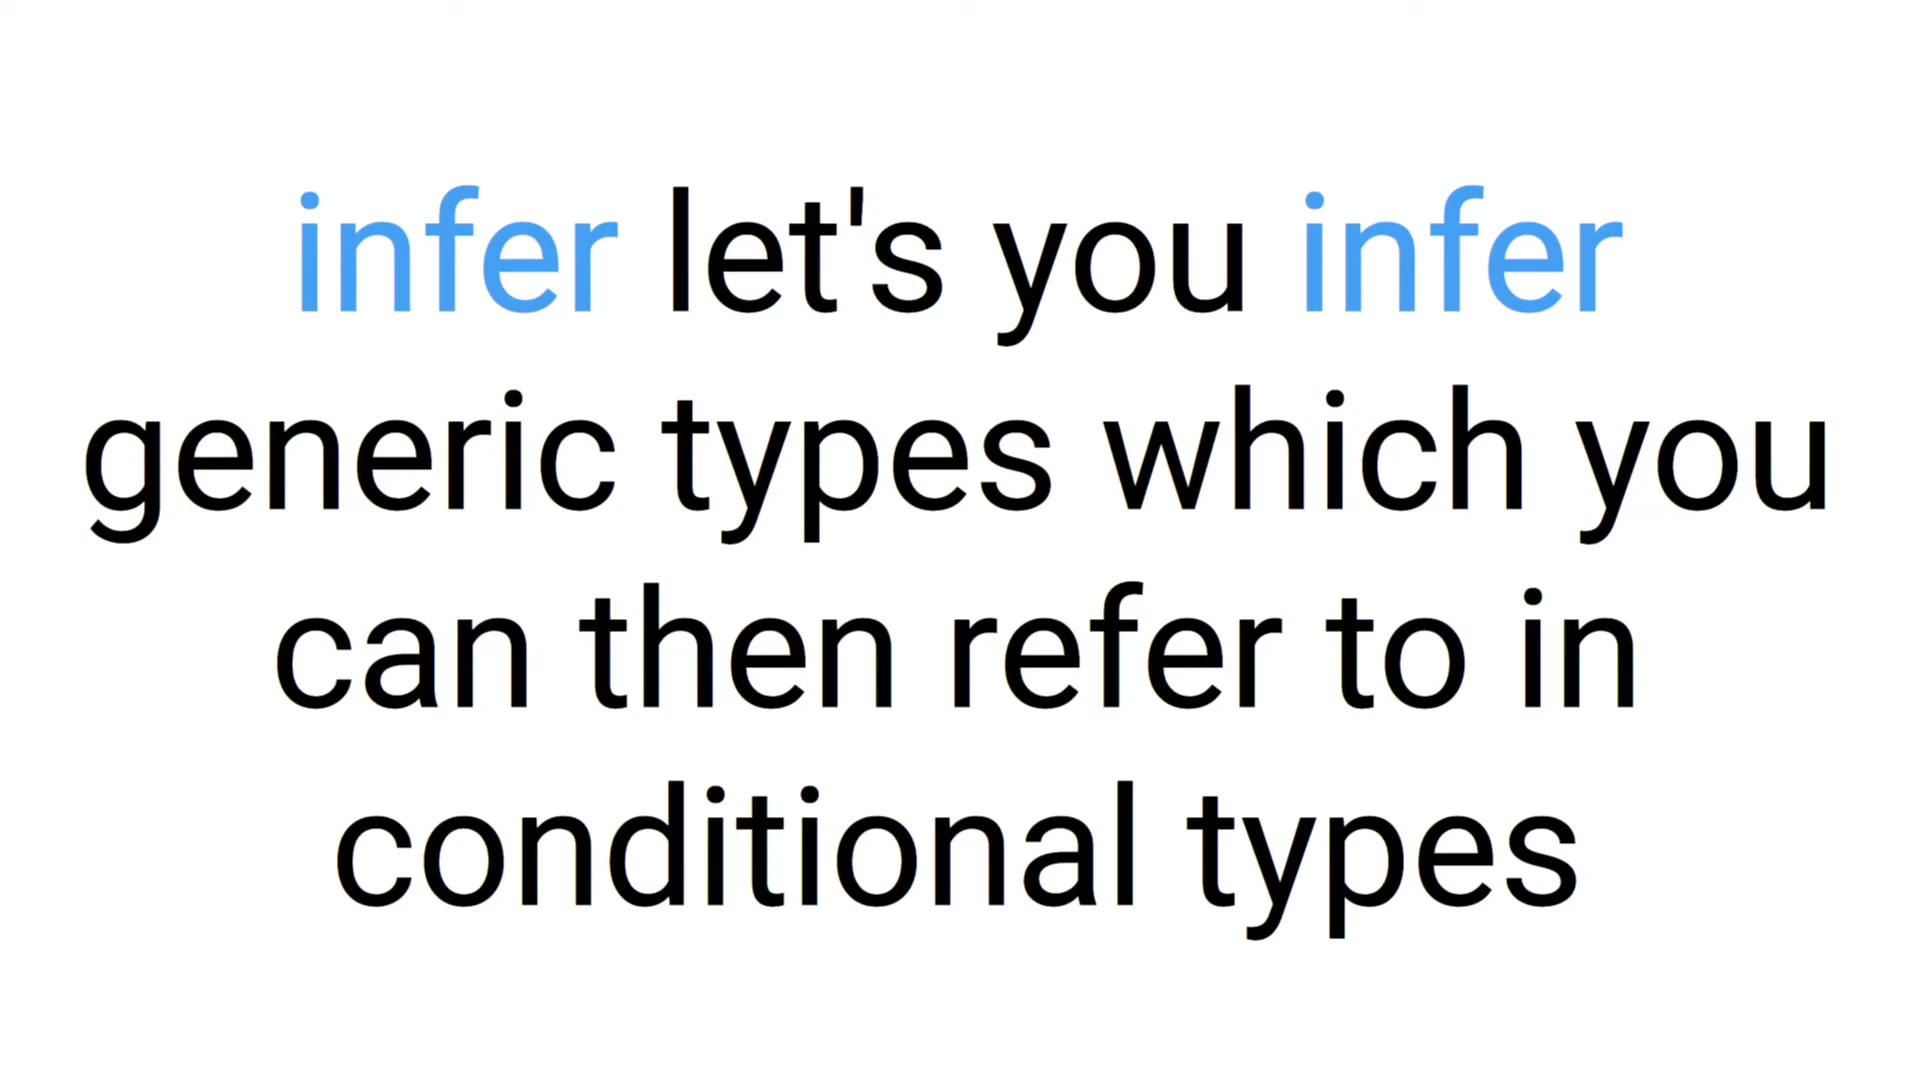 infer let's you infer
generic types which you
can then refer to in
conditional types